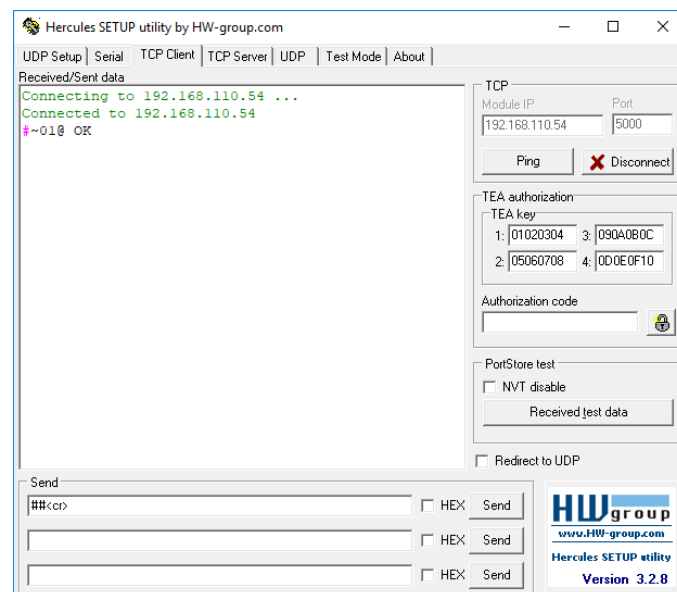 Hercules SETUP utility by HW-group.com
UDP Setup Serial TCP Client TCP Server UDP Test Mode About
Received/Sent data
Connecting to 192.168.110.54 ...
Connected to 192.168.110.54
#~01@ OK
TCP
Module IP Port
192.168.110.54 5000
Ping Disconnect
TEA authorization
TEA key
1: 01020304 3: 090A0B0C
2: 05060708 4: 0D0E0F10
Authorization code
PortStore test
NVT disable
Received test data
Redirect to UDP
Send
##<cr> HEX Send
HEX Send
HEX Send
HW group
www.HW-group.com
Hercules SETUP utility
Version 3.2.8